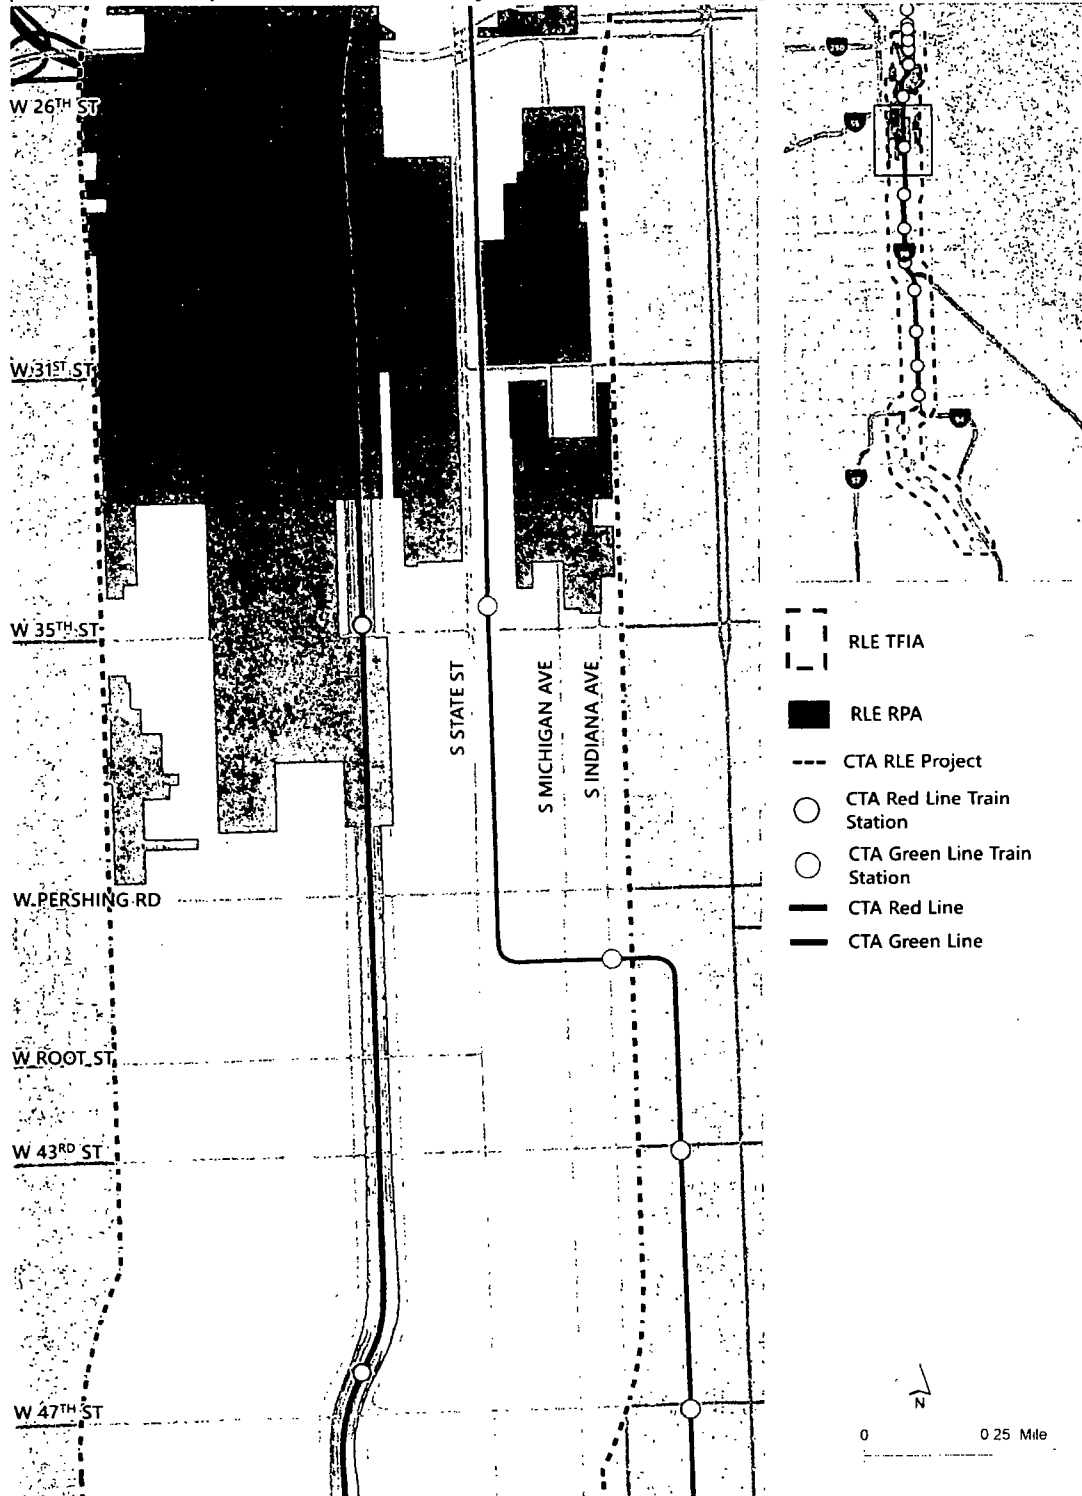 W 26TH ST
W 31ST ST
W 35TH ST
S STATE ST
S MICHIGAN AVE
S INDIANA AVE
W PERSHING RD
W ROOT ST
W 43RD ST
W 47TH ST
RLE TFIA
RLE RPA
CTA RLE Project
CTA Red Line Train
Station
CTA Green Line Train
Station
CTA Red Line
CTA Green Line
N
0 0 25 Mile